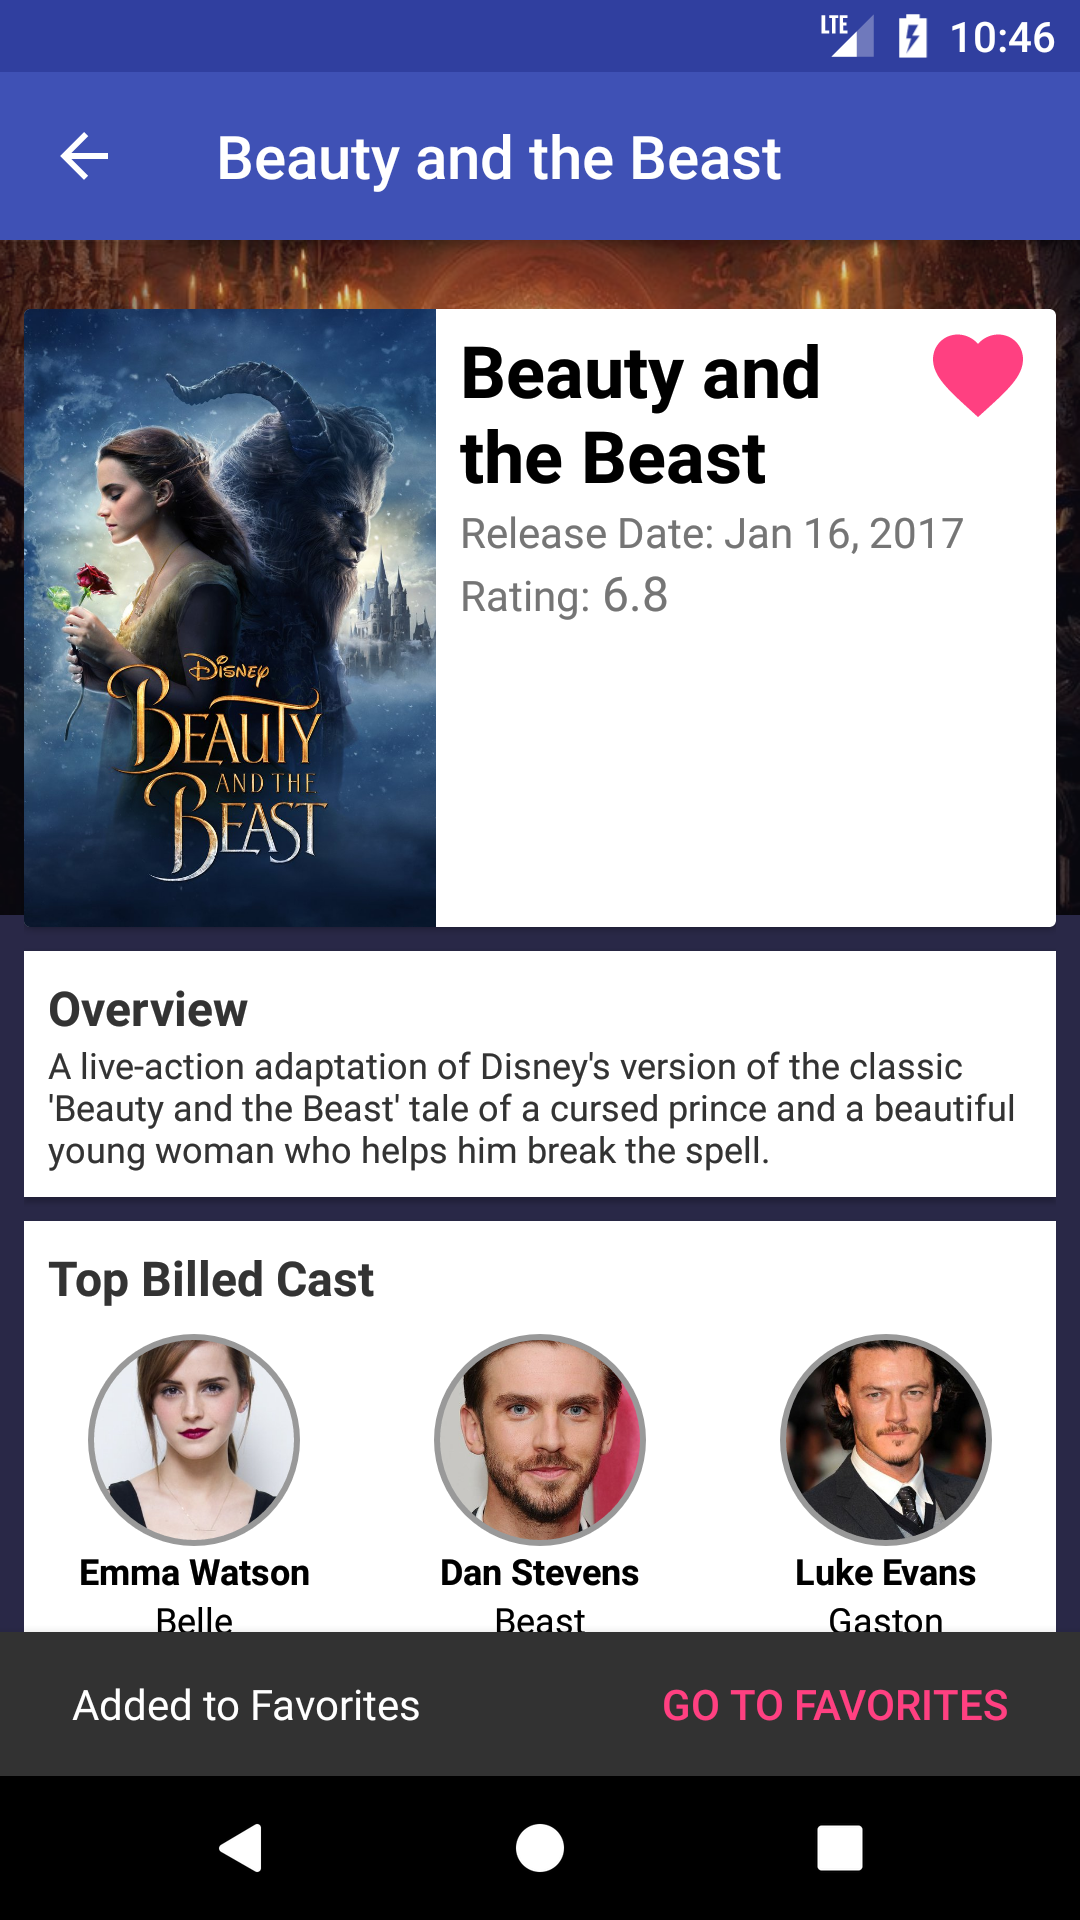 LTE 10:46
Beauty and the Beast
Beauty and
the Beast
Release Date: Jan 16, 2017
Rating: 6.8
Disney
BEAUTY
AND THE
BEAST
Overview
A live-action adaptation of Disney's version of the classic
'Beauty and the Beast' tale of a cursed prince and a beautiful
young woman who helps him break the spell.
Top Billed Cast
Emma Watson Dan Stevens Luke Evans
Belle Beast Gaston
Added to Favorites GO TO FAVORITES